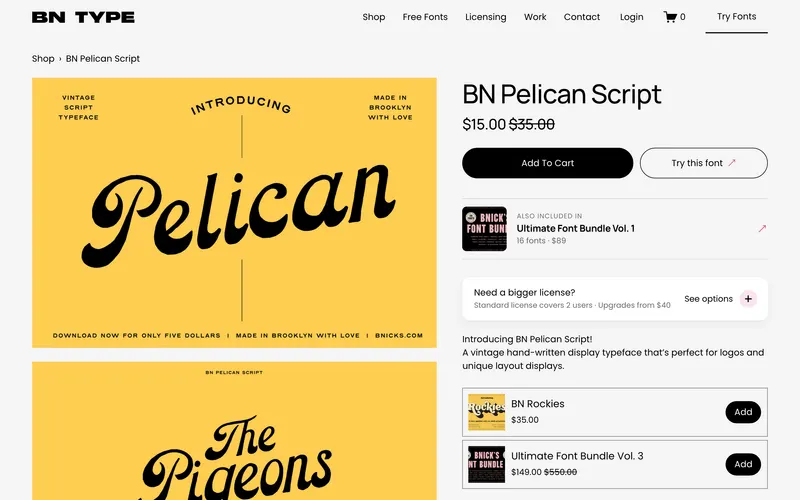 BN TYPE
Shop
Free Fonts
Licensing
Work
Contact
Login
0
Try Fonts
Shop › BN Pelican Script
VINTAGE
SCRIPT
TYPEFACE
INTRODUCING
MADE IN
BROOKLYN
WITH LOVE
Pelican
DOWNLOAD NOW FOR ONLY FIVE DOLLARS | MADE IN BROOKLYN WITH LOVE | BNICKS.COM
BN PELICAN SCRIPT
The
Pigeons
BN Pelican Script
$15.00 $35.00
Add To Cart
Try this font ↗
BNICK'S
FONT BUN
ALSO INCLUDED IN
Ultimate Font Bundle Vol. 1
16 fonts · $89
Need a bigger license?
Standard license covers 2 users · Upgrades from $40
See options +
Introducing BN Pelican Script!
A vintage hand-written display typeface that's perfect for logos and
unique layout displays.
Rockies
BN Rockies
$35.00
Add
BNICK'S
NT BUNDLE
Ultimate Font Bundle Vol. 3
$149.00 $550.00
Add